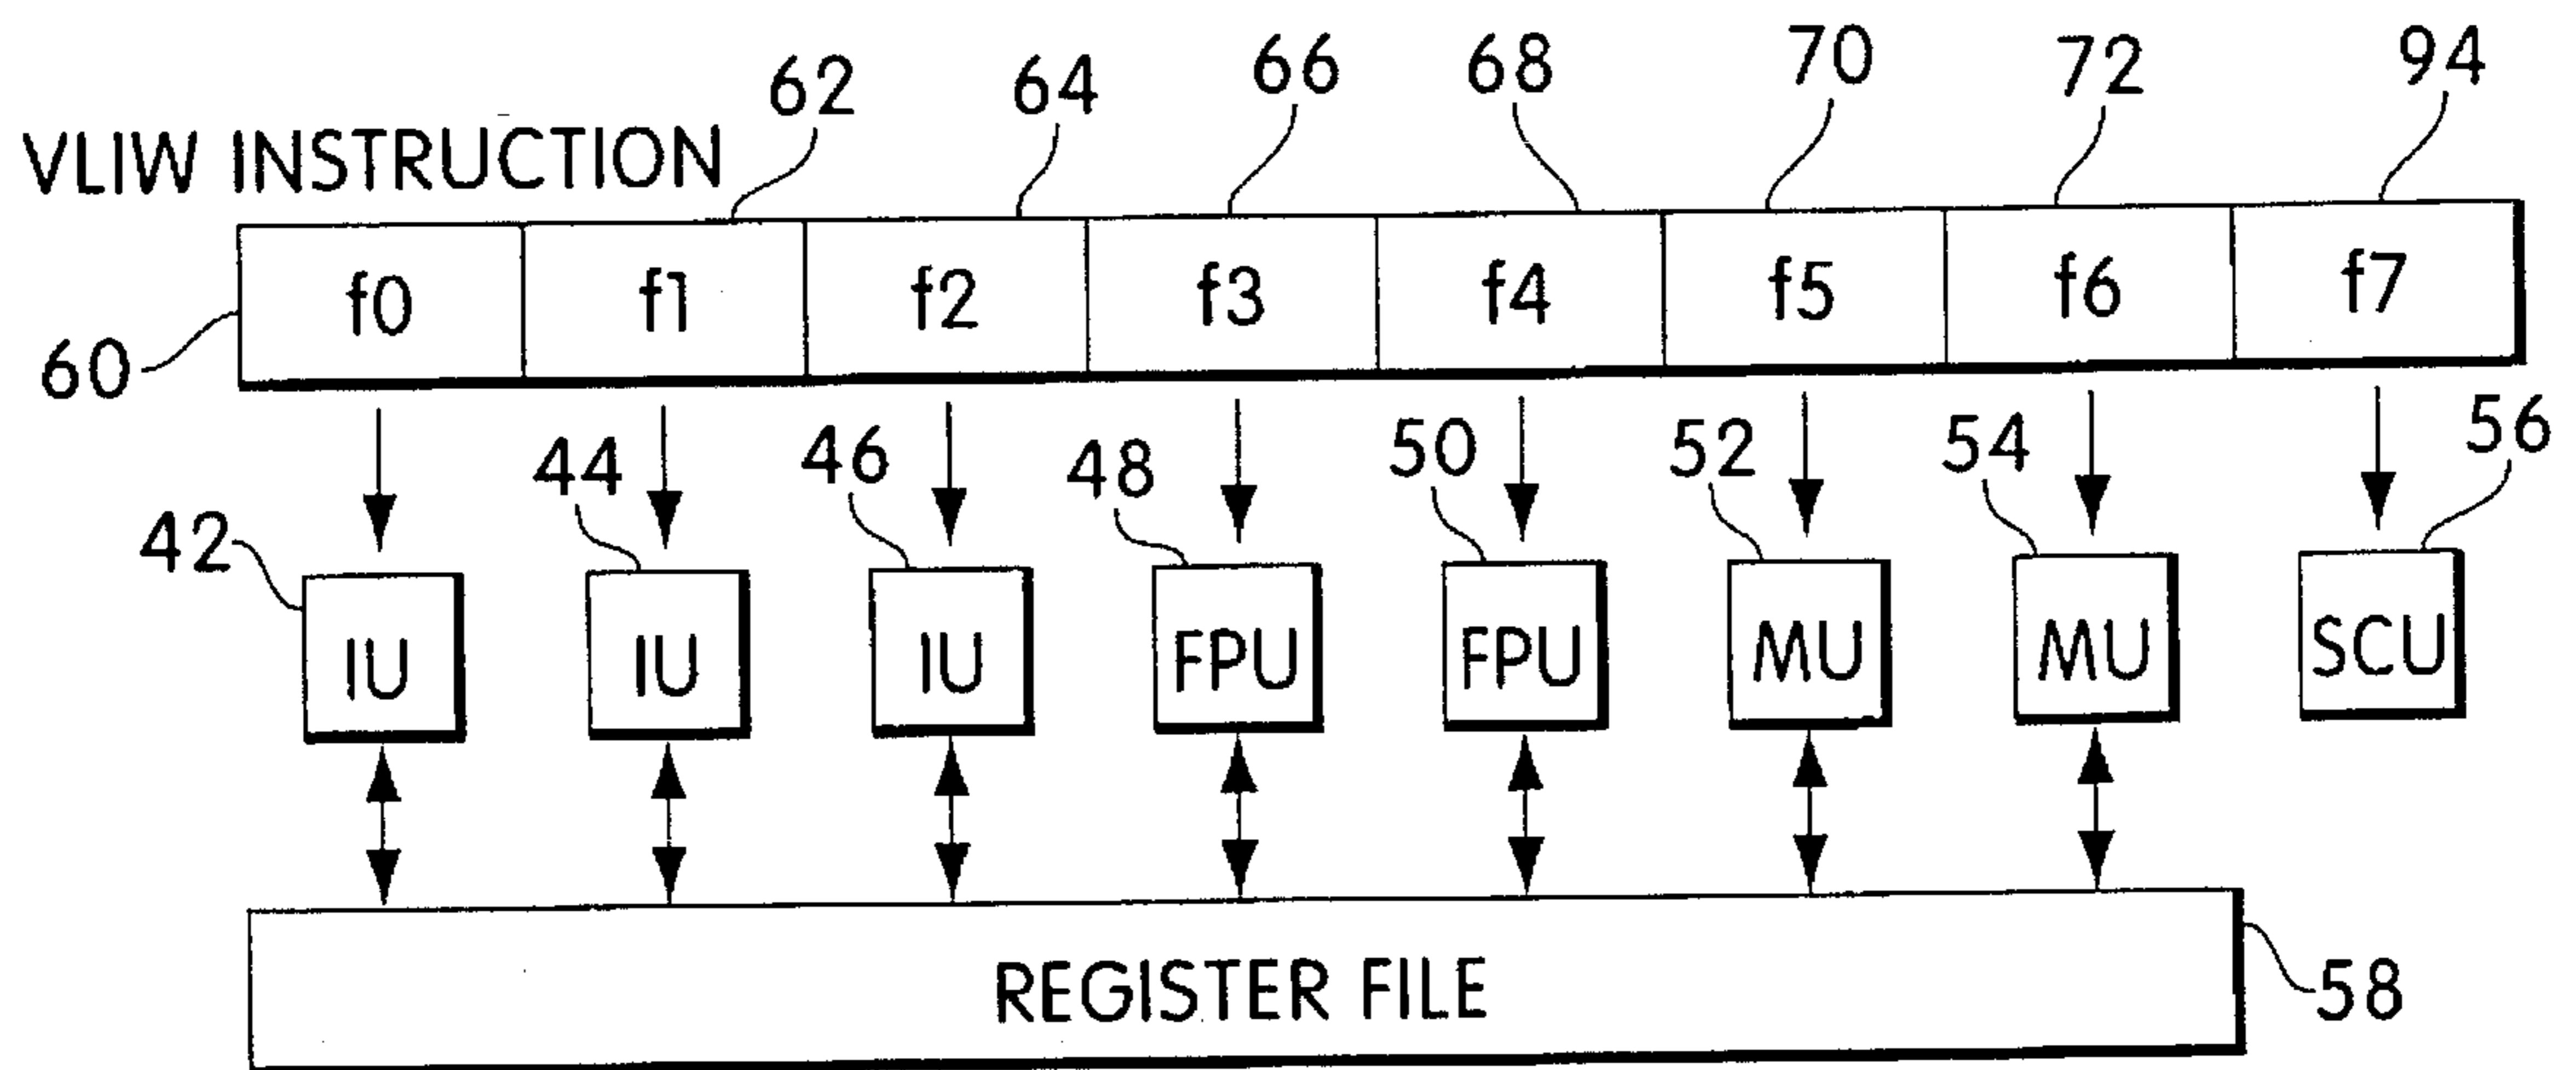 62 64 66 68 70 72 94
VLIW INSTRUCTION
f0 f1 f2 f3 f4 f5 f6 f7
60
42 44 46 48 50 52 54 56
IU IU IU FPU FPU MU MU SCU
REGISTER FILE
58